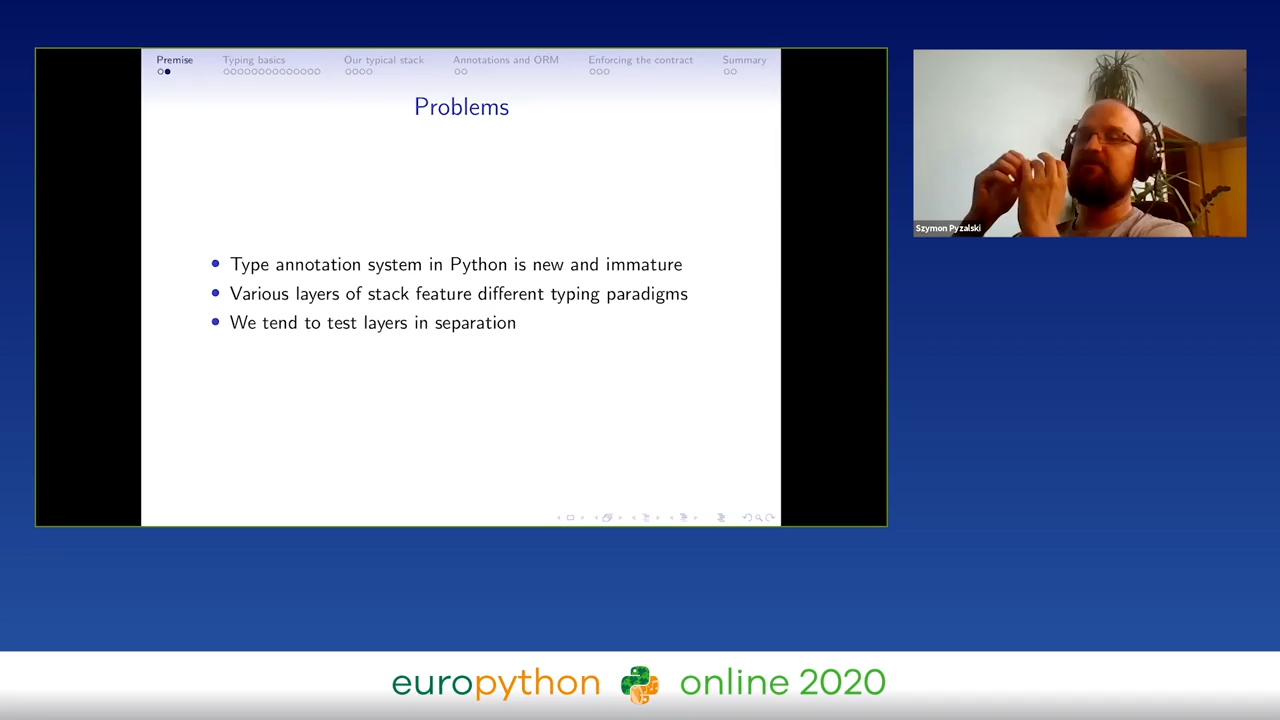 Premise Typing basics Our typical stack Annotations and ORM Enforcing the contract Summary
Problems
Type annotation system in Python is new and immature
Various layers of stack feature different typing paradigms
We tend to test layers in separation
Szymon Pyzalski
europython online 2020